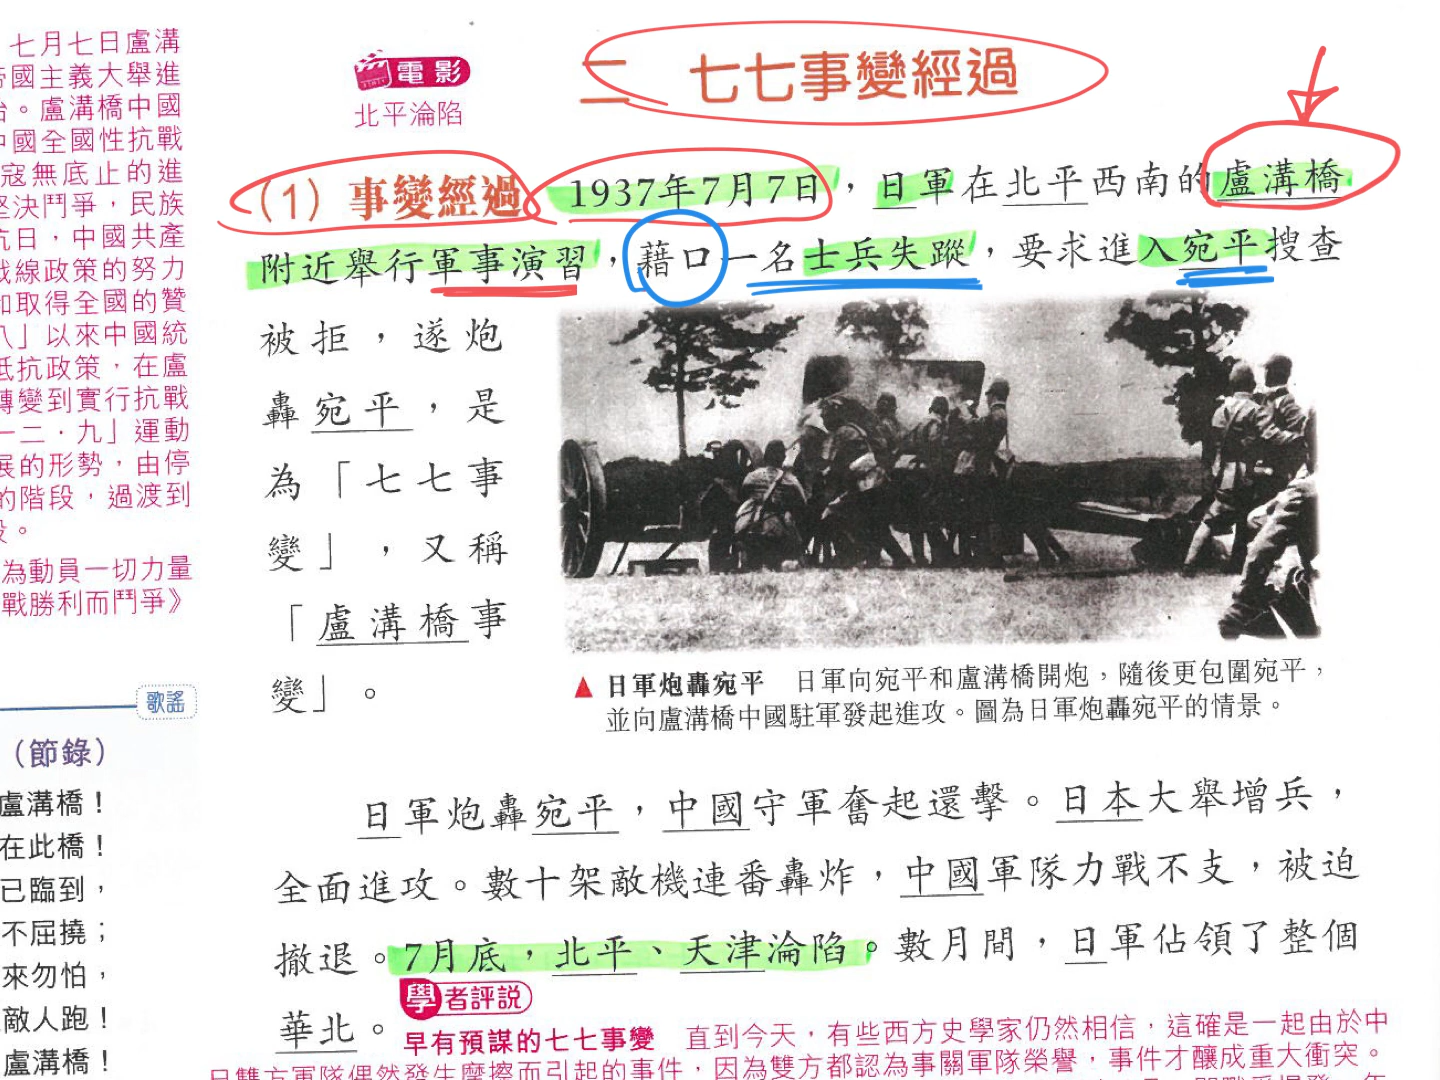 七月七日盧溝
帝國主義大舉進
台。盧溝橋中國
中國全國性抗戰
寇無底止的進
堅決鬥爭，民族
抗日，中國共產
戰線政策的努力
和取得全國的贊
八」以來中國統
抵抗政策，在盧
轉變到實行抗戰
一二．九」運動
展的形勢，由停
的階段，過渡到
段。
為動員一切力量
戰勝利而鬥爭》
歌謠
（節錄）
盧溝橋！
在此橋！
已臨到，
不屈撓；
來勿怕，
敵人跑！
盧溝橋！
電影
北平淪陷
二 七七事變經過
（1）事變經過 1937年7月7日，日軍在北平西南的盧溝橋
附近舉行軍事演習，藉口一名士兵失蹤，要求進入宛平搜查
被拒，遂炮
轟宛平，是
為「七七事
變」，又稱
「盧溝橋事
變」。
▲ 日軍炮轟宛平 日軍向宛平和盧溝橋開炮，隨後更包圍宛平，
並向盧溝橋中國駐軍發起進攻。圖為日軍炮轟宛平的情景。
日軍炮轟宛平，中國守軍奮起還擊。日本大舉增兵，
全面進攻。數十架敵機連番轟炸，中國軍隊力戰不支，被迫
撤退。7月底，北平、天津淪陷。數月間，日軍佔領了整個
華北。
學者評説
早有預謀的七七事變 直到今天，有些西方史學家仍然相信，這確是一起由於中
日雙方軍隊偶然發生摩擦而引起的事件，因為雙方都認為事關軍隊榮譽，事件才釀成重大衝突。